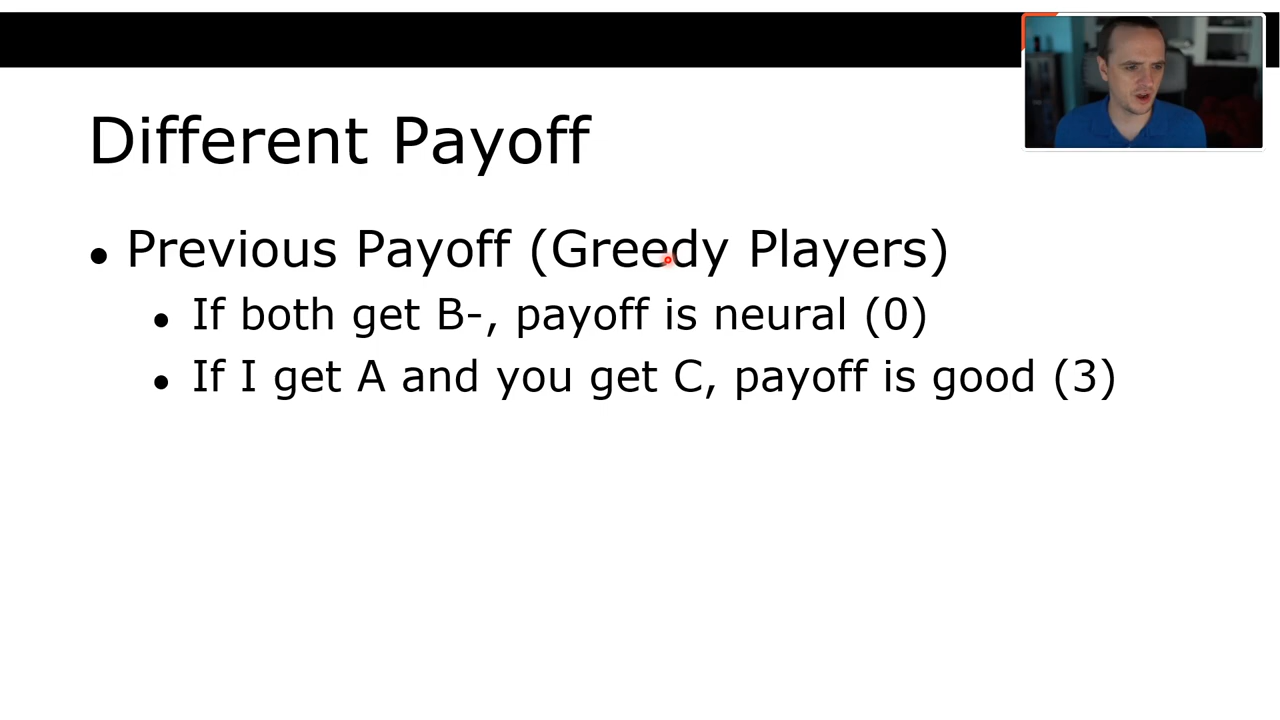 Different Payoff
• Previous Payoff (Greedy Players)
• If both get B-, payoff is neural (0)
• If I get A and you get C, payoff is good (3)